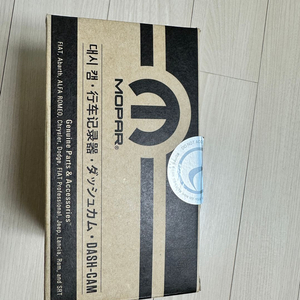 MOPAR®
대시 캠 · 行车记录器 · ダッシュカム · DASH-CAM
Genuine Parts & Accessories™
FIAT, Abarth, ALFA ROMEO, Chrysler, Dodge, FIAT Professional, Jeep, Lancia, Ram, and SRT